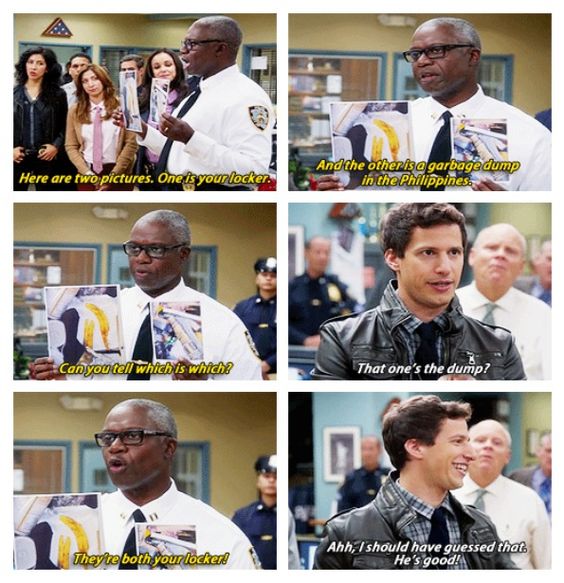 Here are two pictures. One is your locker.
And the other is a garbage dump
in the Philippines.
Can you tell which is which?
That one's the dump?
They're both your locker!
Ahh, I should have guessed that.
He's good!